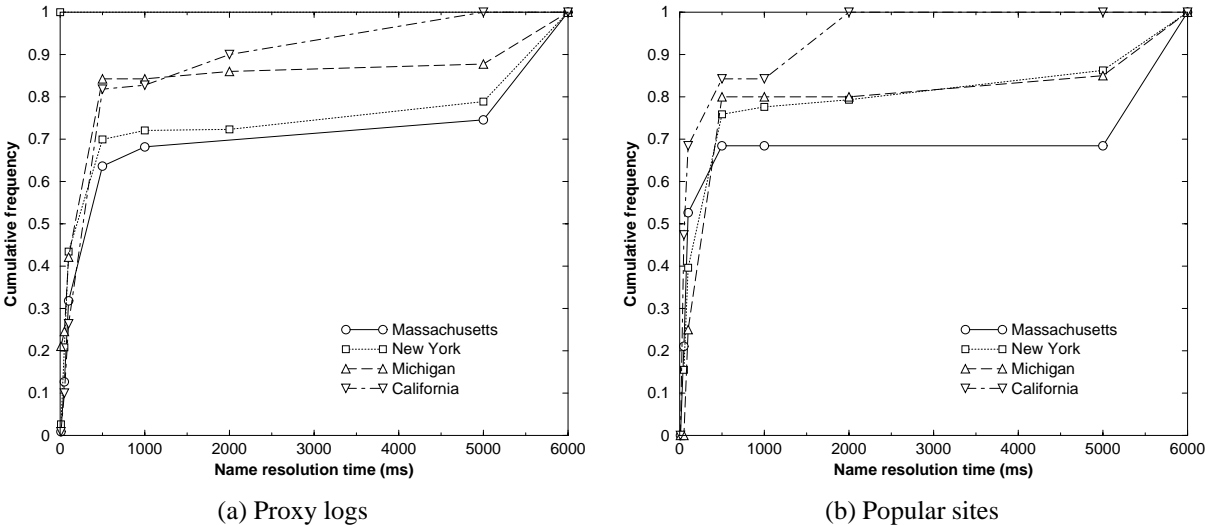 1
0.9
0.8
0.7
0.6
0.5
0.4
0.3
0.2
0.1
0
Cumulative frequency
Massachusetts
New York
Michigan
California
0 1000 2000 3000 4000 5000 6000
Name resolution time (ms)
(a) Proxy logs
1
0.9
0.8
0.7
0.6
0.5
0.4
0.3
0.2
0.1
0
Cumulative frequency
Massachusetts
New York
Michigan
California
0 1000 2000 3000 4000 5000 6000
Name resolution time (ms)
(b) Popular sites